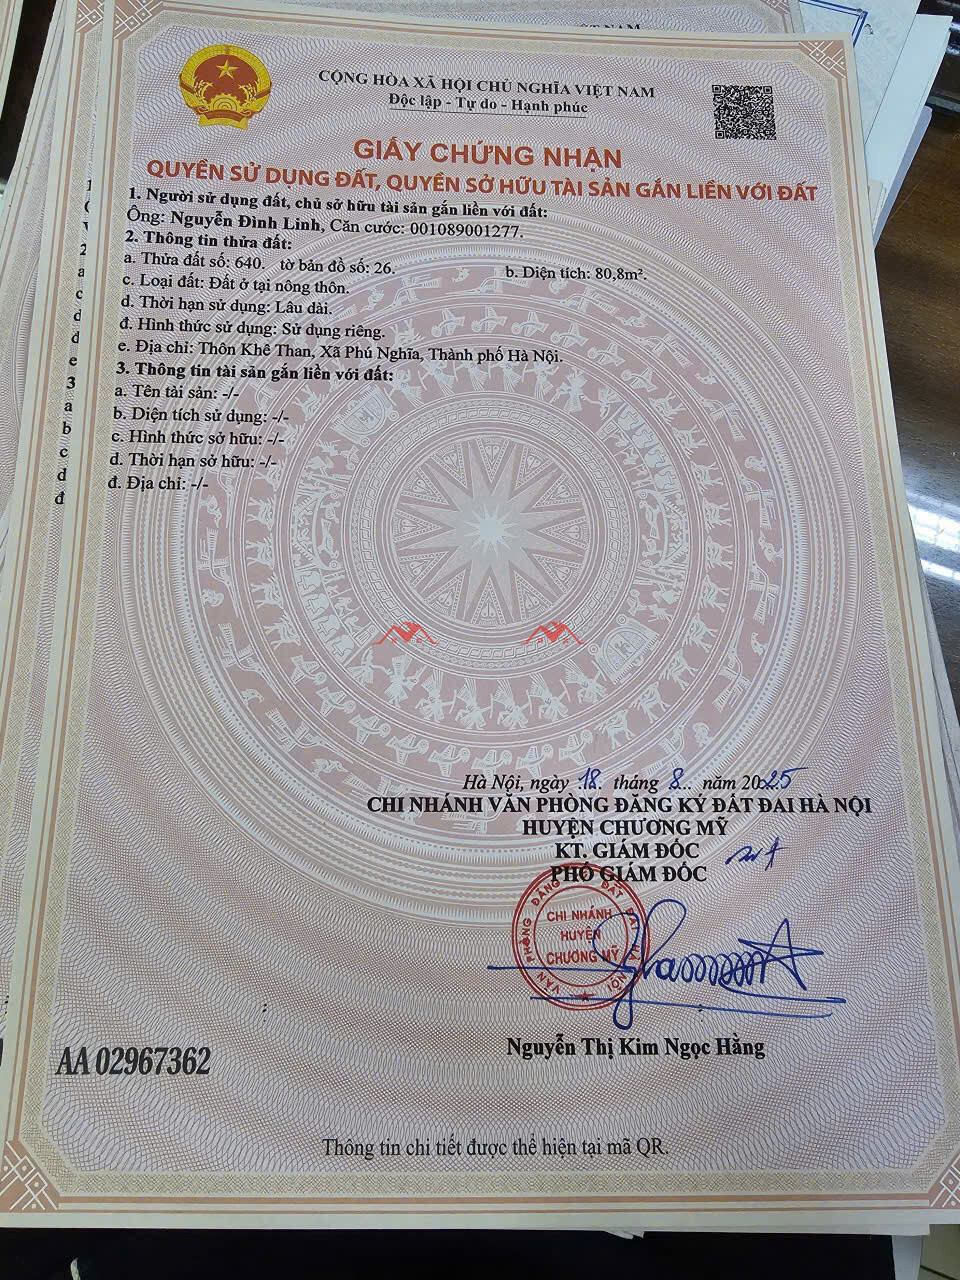 CỘNG HÒA XÃ HỘI CHỦ NGHĨA VIỆT NAM
Độc lập - Tự do - Hạnh phúc
GIẤY CHỨNG NHẬN
QUYỀN SỬ DỤNG ĐẤT, QUYỀN SỞ HỮU TÀI SẢN GẮN LIỀN VỚI ĐẤT
1. Người sử dụng đất, chủ sở hữu tài sản gắn liền với đất:
Ông: Nguyễn Đình Linh, Căn cước: 001089001277.
2. Thông tin thửa đất:
a. Thửa đất số: 640. tờ bản đồ số: 26. b. Diện tích: 80,8m².
c. Loại đất: Đất ở tại nông thôn.
d. Thời hạn sử dụng: Lâu dài.
đ. Hình thức sử dụng: Sử dụng riêng.
e. Địa chỉ: Thôn Khê Than, Xã Phú Nghĩa, Thành phố Hà Nội.
3. Thông tin tài sản gắn liền với đất:
a. Tên tài sản: -/-
b. Diện tích sử dụng: -/-
c. Hình thức sở hữu: -/-
d. Thời hạn sở hữu: -/-
đ. Địa chỉ: -/-
Hà Nội, ngày 18. tháng 8.. năm 2025
CHI NHÁNH VĂN PHÒNG ĐĂNG KÝ ĐẤT ĐAI HÀ NỘI
HUYỆN CHƯƠNG MỸ
KT. GIÁM ĐỐC
PHÓ GIÁM ĐỐC
VĂN PHÒNG ĐĂNG KÝ ĐẤT ĐAI HÀ NỘI
CHI NHÁNH
HUYỆN
CHƯƠNG MỸ
Nguyễn Thị Kim Ngọc Hằng
AA 02967362
Thông tin chi tiết được thể hiện tại mã QR.